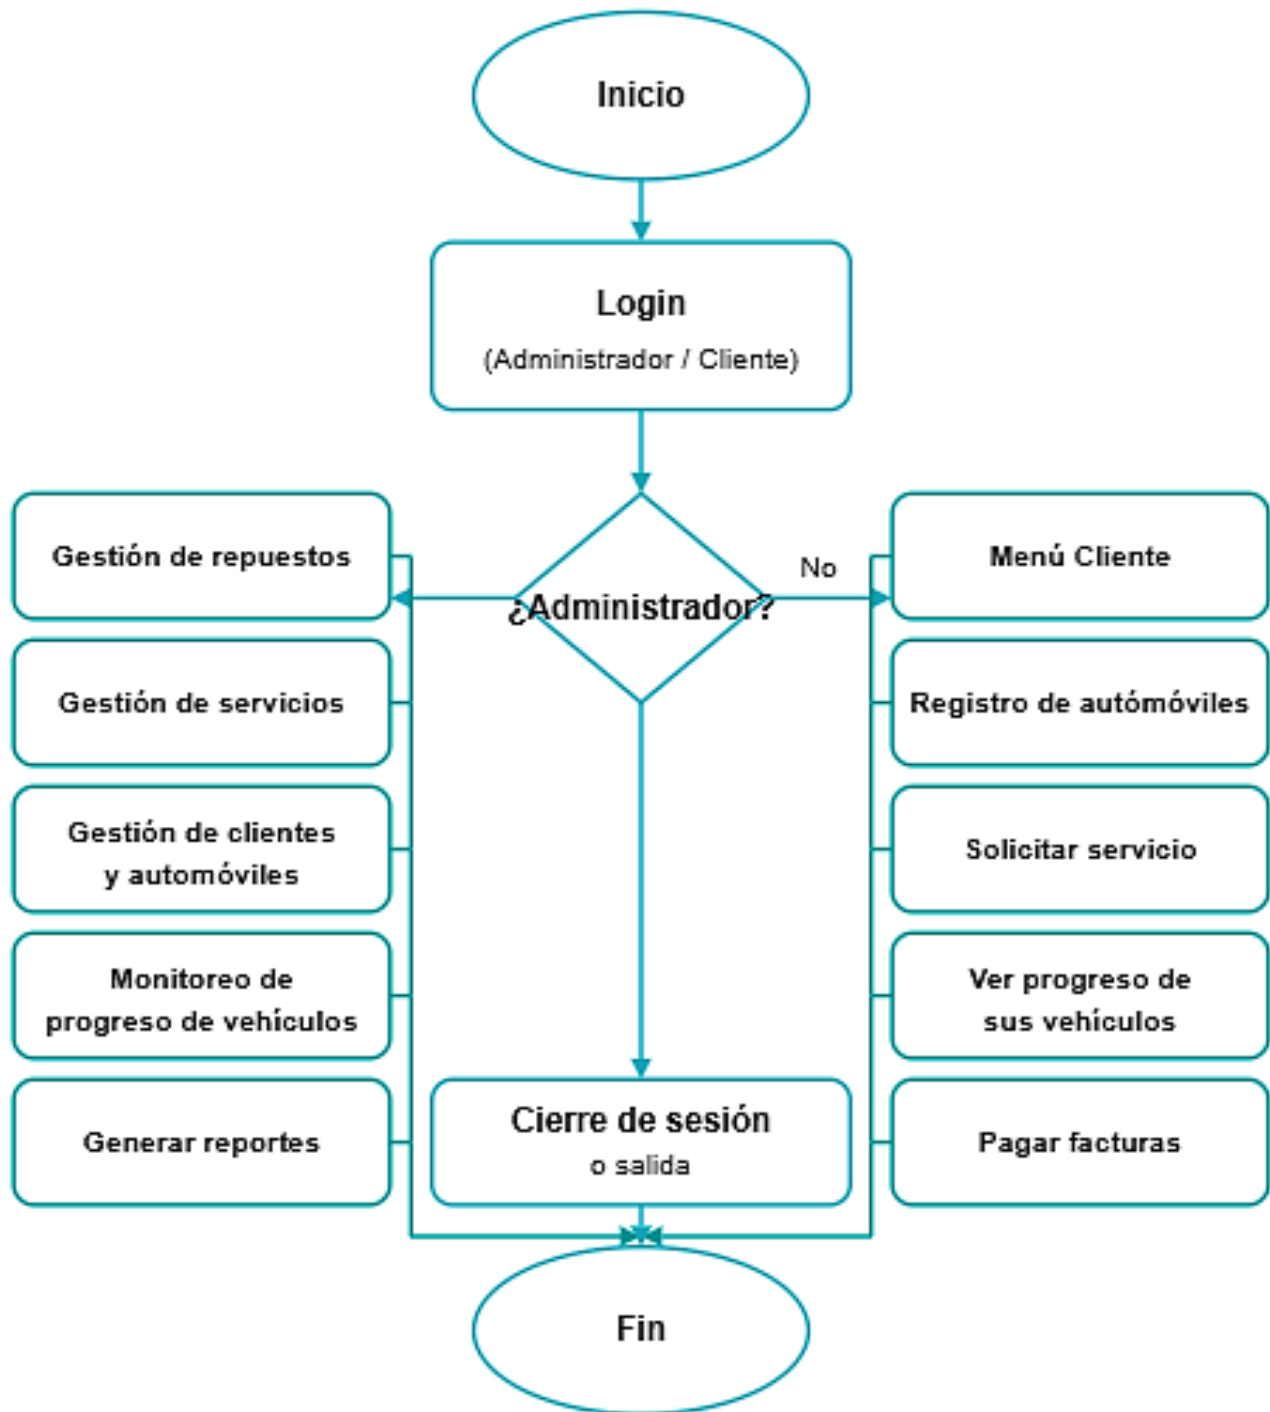 Inicio
Login
(Administrador / Cliente)
Gestión de repuestos
¿Administrador?
No
Menú Cliente
Gestión de servicios
Registro de autómóviles
Gestión de clientes
y automóviles
Solicitar servicio
Monitoreo de
progreso de vehículos
Ver progreso de
sus vehículos
Generar reportes
Cierre de sesión
o salida
Pagar facturas
Fin